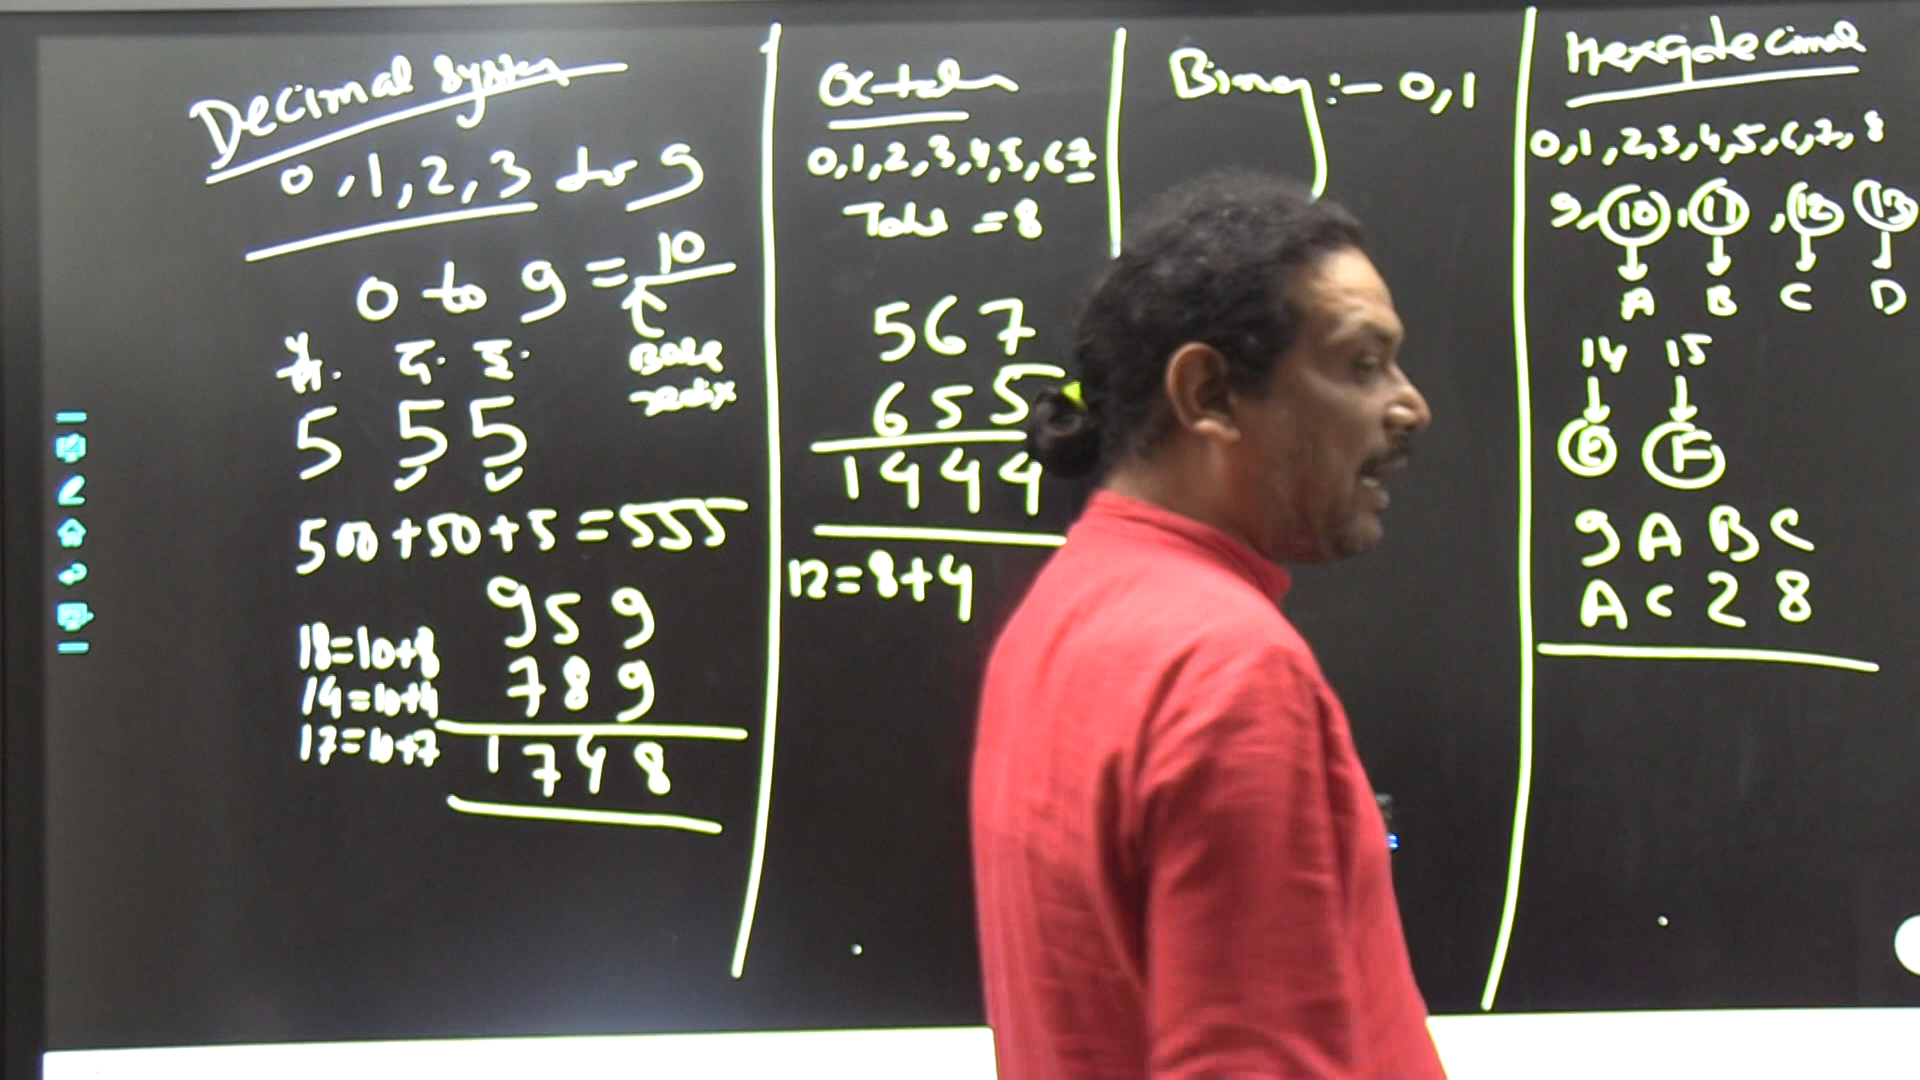 Decimal System
0,1,2,3 to 9
0 to 9 = 10
Base
radix
सै. द. इ.
5 5 5
500+50+5=555
959
18=10+8
789
14=10+4
17=10+7
1748
Octal
0,1,2,3,4,5,6,7
Total = 8
567
655
1444
12=8+4
Binary :- 0,1
Hexadecimal
0,1,2,3,4,5,6,7,8
9,10,11,12,13
A B C D
14 15
E F
9ABC
AC28